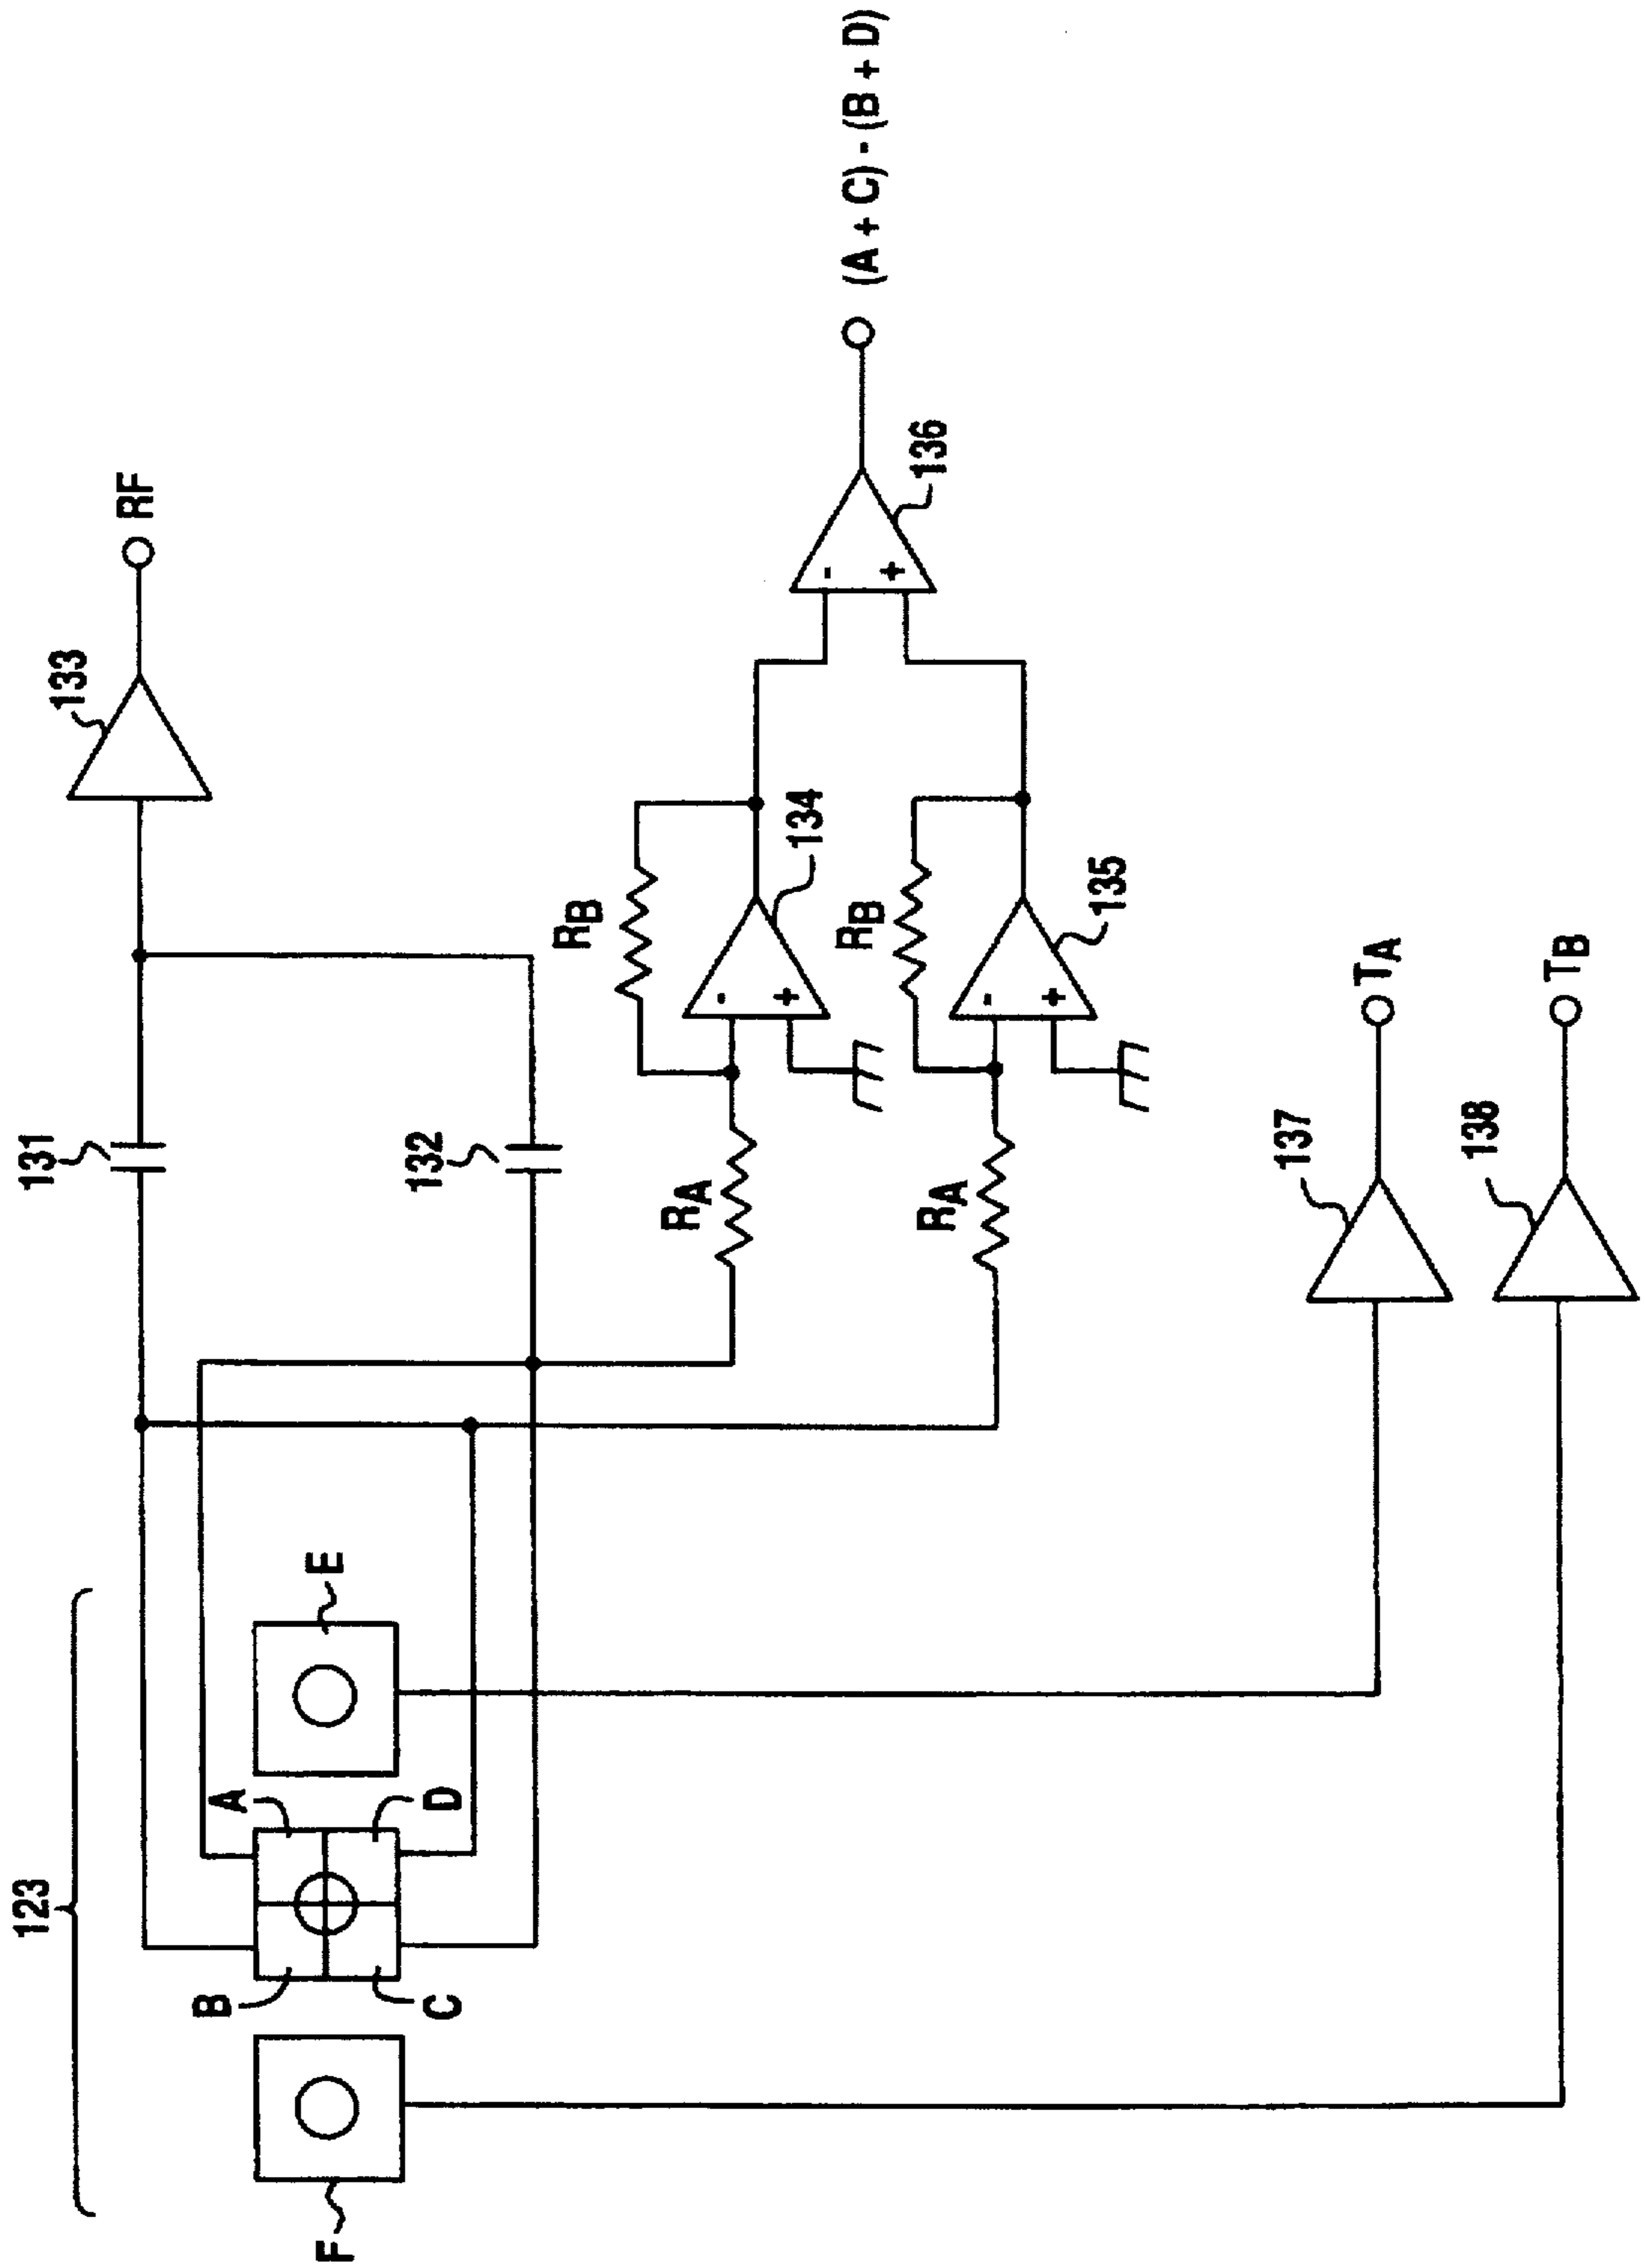 123
F
B
A
C
D
E
131
132
133
RF
RA
RB
-
+
134
RA
RB
-
+
135
-
+
136
(A + C) - (B + D)
137
TA
138
TB